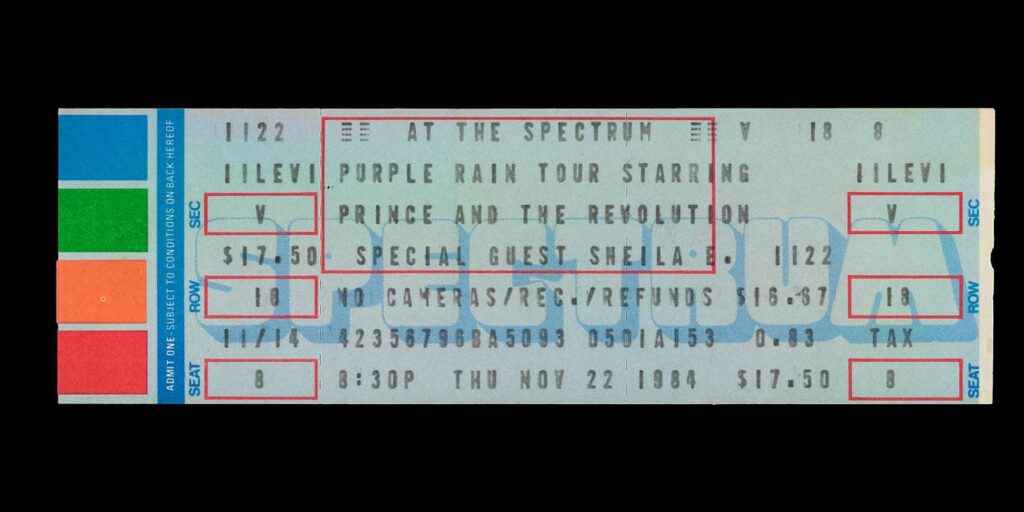 ADMIT ONE-SUBJECT TO CONDITIONS ON BACK HEREOF
1122 AT THE SPECTRUM V 18 8
IILEVI PURPLE RAIN TOUR STARRING IILEVI
SEC V PRINCE AND THE REVOLUTION V SEC
SPECTRUM
$17.50 SPECIAL GUEST SHEILA E. 1122
ROW 18 NO CAMERAS/REC./REFUNDS $16.67 18 ROW
11/14 42356796BA5093 0501A153 0.83 TAX
SEAT 8 8:30P THU NOV 22 1984 $17.50 8 SEAT